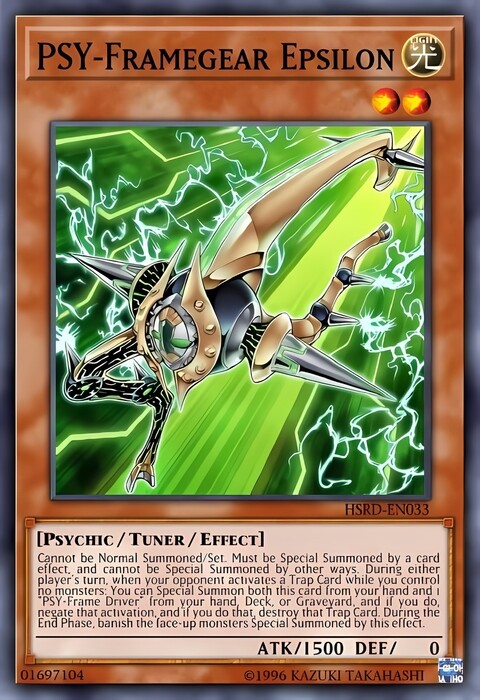 PSY-FRAMEGEAR EPSILON
LIGHT
光
HSRD-EN033
[PSYCHIC / TUNER / EFFECT]
Cannot be Normal Summoned/Set. Must be Special Summoned by a card
effect, and cannot be Special Summoned by other ways. During either
player's turn, when your opponent activates a Trap Card while you control
no monsters: You can Special Summon both this card from your hand and 1
"PSY-Frame Driver" from your hand, Deck, or Graveyard, and if you do,
negate that activation, and if you do that, destroy that Trap Card. During the
End Phase, banish the face-up monsters Special Summoned by this effect.
ATK/1500 DEF/ 0
01697104
©1996 KAZUKI TAKAHASHI